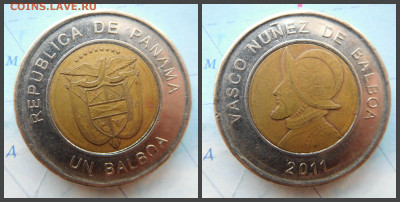 COINS.LAVE.RU
REPUBLICA DE PANAMA
UN BALBOA
VASCO NUÑEZ DE BALBOA
2011